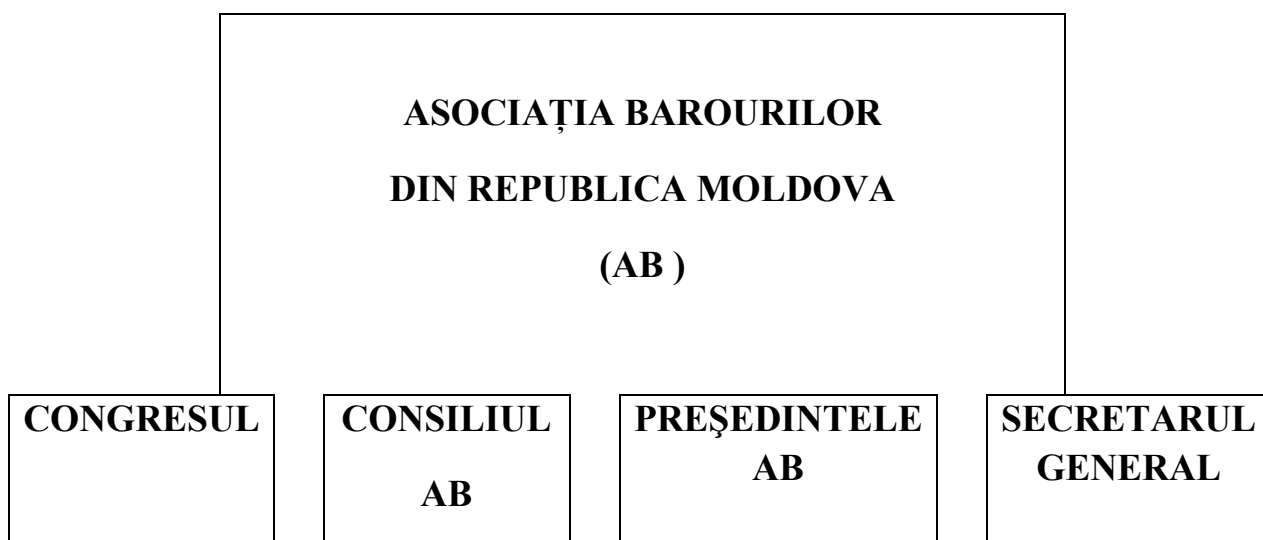 ASOCIAȚIA BAROURILOR
DIN REPUBLICA MOLDOVA
(AB )
CONGRESUL
CONSILIUL
AB
PREŞEDINTELE
AB
SECRETARUL
GENERAL